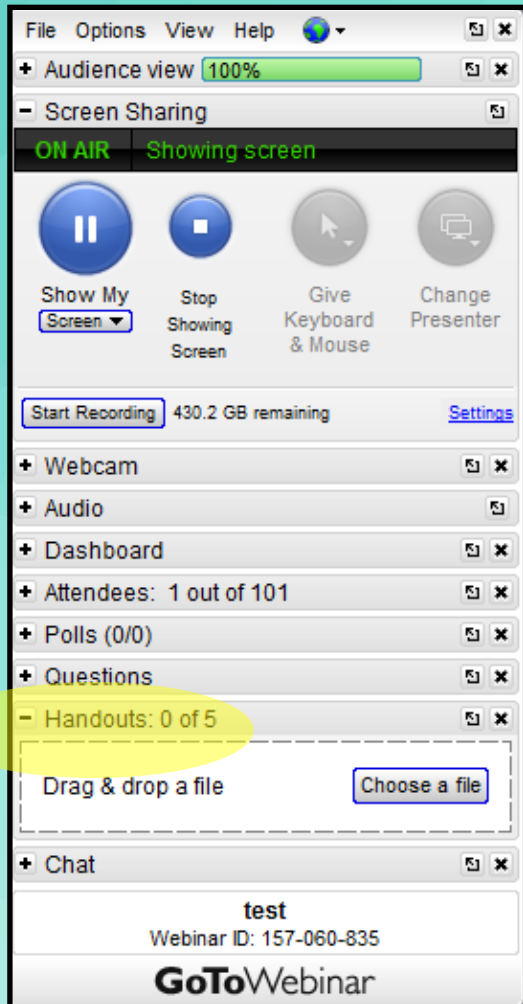 File Options View Help
+ Audience view 100%
- Screen Sharing
ON AIR Showing screen
Show My
Screen
Stop
Showing
Screen
Give
Keyboard
& Mouse
Change
Presenter
Start Recording 430.2 GB remaining Settings
+ Webcam
+ Audio
+ Dashboard
+ Attendees: 1 out of 101
+ Polls (0/0)
+ Questions
- Handouts: 0 of 5
Drag & drop a file Choose a file
+ Chat
test
Webinar ID: 157-060-835
GoToWebinar